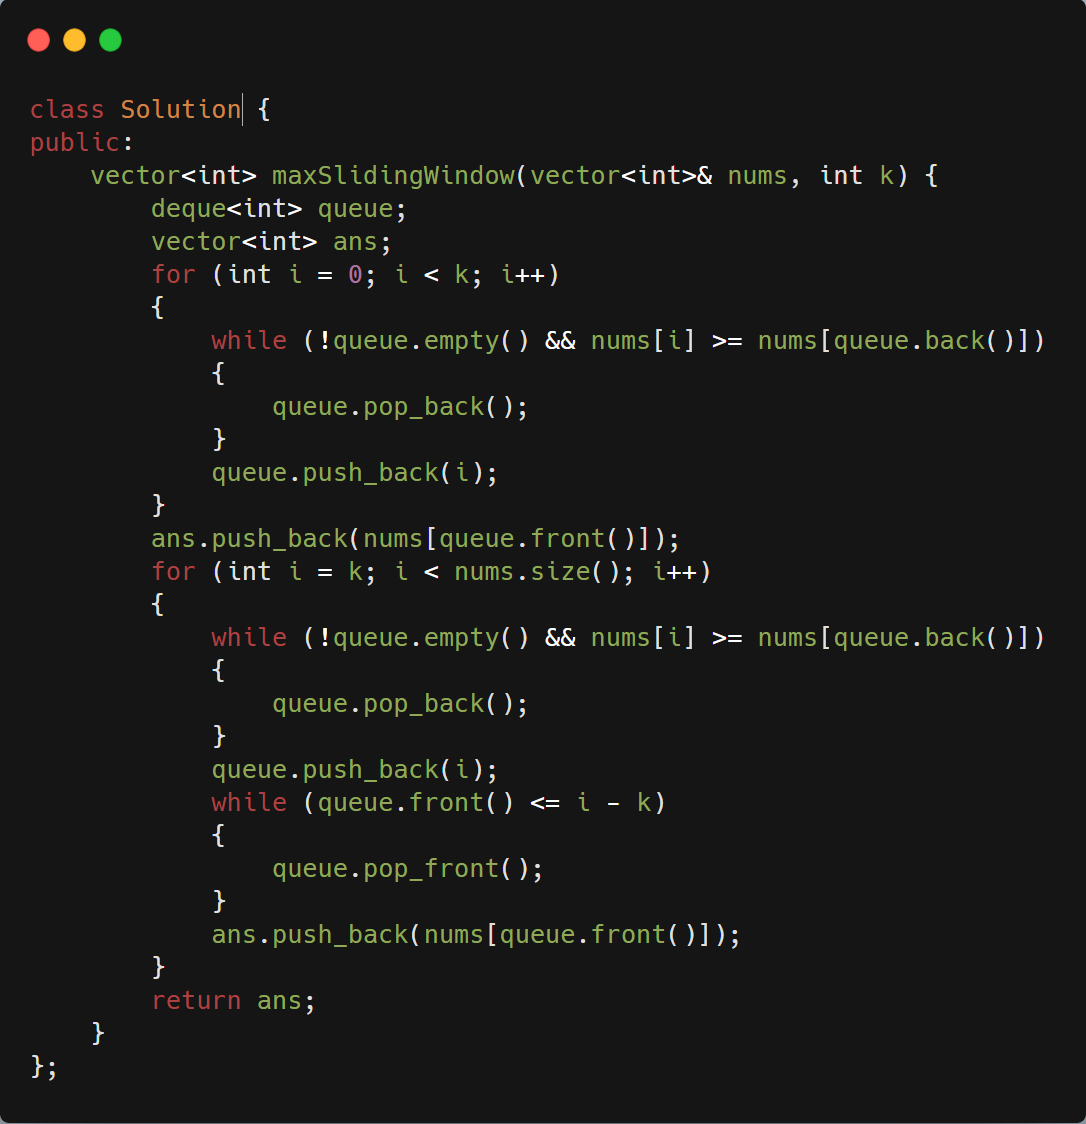 class Solution {
public:
    vector<int> maxSlidingWindow(vector<int>& nums, int k) {
        deque<int> queue;
        vector<int> ans;
        for (int i = 0; i < k; i++)
        {
            while (!queue.empty() && nums[i] >= nums[queue.back()])
            {
                queue.pop_back();
            }
            queue.push_back(i);
        }
        ans.push_back(nums[queue.front()]);
        for (int i = k; i < nums.size(); i++)
        {
            while (!queue.empty() && nums[i] >= nums[queue.back()])
            {
                queue.pop_back();
            }
            queue.push_back(i);
            while (queue.front() <= i - k)
            {
                queue.pop_front();
            }
            ans.push_back(nums[queue.front()]);
        }
        return ans;
    }
};